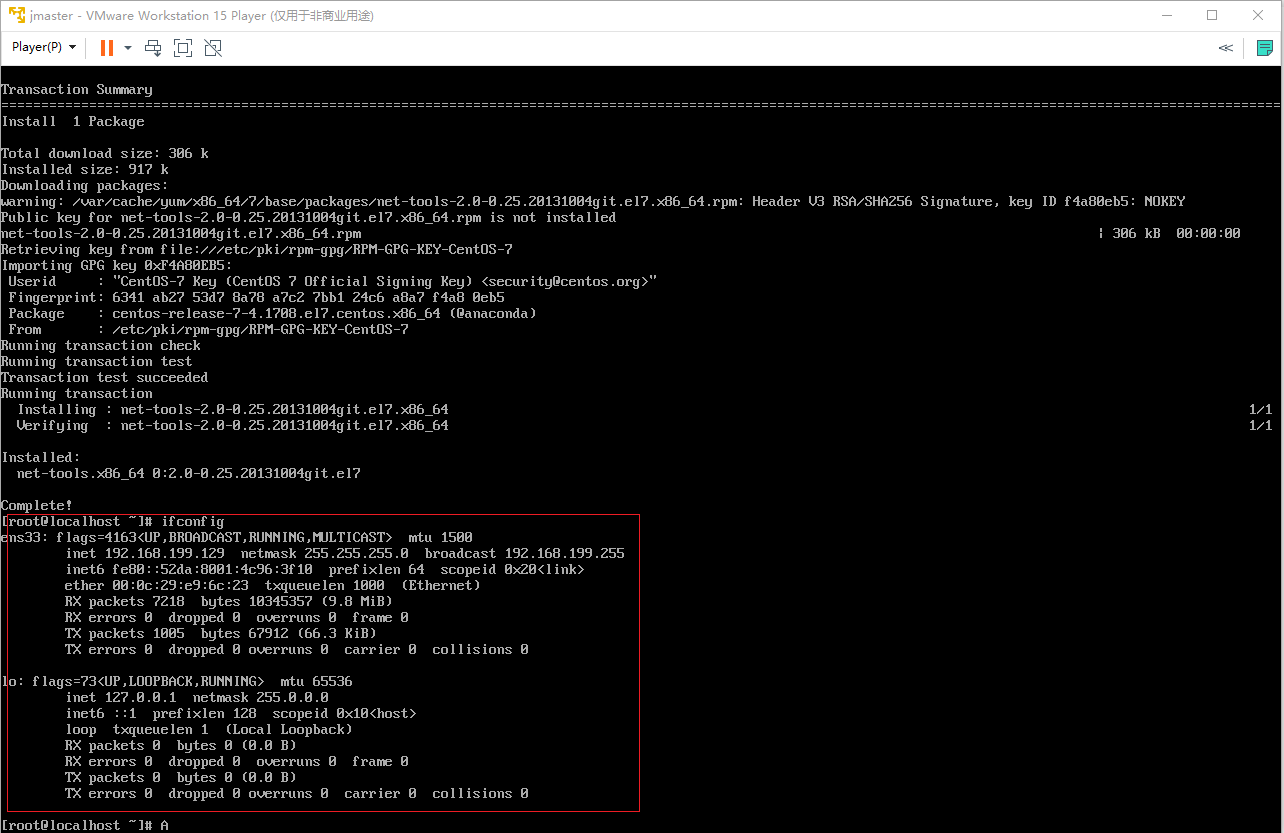 jmaster - VMware Workstation 15 Player (仅用于非商业用途)
Player(P)
Transaction Summary
================================================================================================================================================================
Install  1 Package
Total download size: 306 k
Installed size: 917 k
Downloading packages:
warning: /var/cache/yum/x86_64/7/base/packages/net-tools-2.0-0.25.20131004git.el7.x86_64.rpm: Header V3 RSA/SHA256 Signature, key ID f4a80eb5: NOKEY
Public key for net-tools-2.0-0.25.20131004git.el7.x86_64.rpm is not installed
net-tools-2.0-0.25.20131004git.el7.x86_64.rpm | 306 kB  00:00:00
Retrieving key from file:///etc/pki/rpm-gpg/RPM-GPG-KEY-CentOS-7
Importing GPG key 0xF4A80EB5:
 Userid     : "CentOS-7 Key (CentOS 7 Official Signing Key) <security@centos.org>"
 Fingerprint: 6341 ab27 53d7 8a78 a7c2 7bb1 24c6 a8a7 f4a8 0eb5
 Package    : centos-release-7-4.1708.el7.centos.x86_64 (@anaconda)
 From       : /etc/pki/rpm-gpg/RPM-GPG-KEY-CentOS-7
Running transaction check
Running transaction test
Transaction test succeeded
Running transaction
  Installing : net-tools-2.0-0.25.20131004git.el7.x86_64 1/1
  Verifying  : net-tools-2.0-0.25.20131004git.el7.x86_64 1/1
Installed:
  net-tools.x86_64 0:2.0-0.25.20131004git.el7
Complete!
[root@localhost ~]# ifconfig
ens33: flags=4163<UP,BROADCAST,RUNNING,MULTICAST>  mtu 1500
        inet 192.168.199.129  netmask 255.255.255.0  broadcast 192.168.199.255
        inet6 fe80::52da:8001:4c96:3f10  prefixlen 64  scopeid 0x20<link>
        ether 00:0c:29:e9:6c:23  txqueuelen 1000  (Ethernet)
        RX packets 7218  bytes 10345357 (9.8 MiB)
        RX errors 0  dropped 0  overruns 0  frame 0
        TX packets 1005  bytes 67912 (66.3 KiB)
        TX errors 0  dropped 0 overruns 0  carrier 0  collisions 0
lo: flags=73<UP,LOOPBACK,RUNNING>  mtu 65536
        inet 127.0.0.1  netmask 255.0.0.0
        inet6 ::1  prefixlen 128  scopeid 0x10<host>
        loop  txqueuelen 1  (Local Loopback)
        RX packets 0  bytes 0 (0.0 B)
        RX errors 0  dropped 0  overruns 0  frame 0
        TX packets 0  bytes 0 (0.0 B)
        TX errors 0  dropped 0 overruns 0  carrier 0  collisions 0
[root@localhost ~]# A